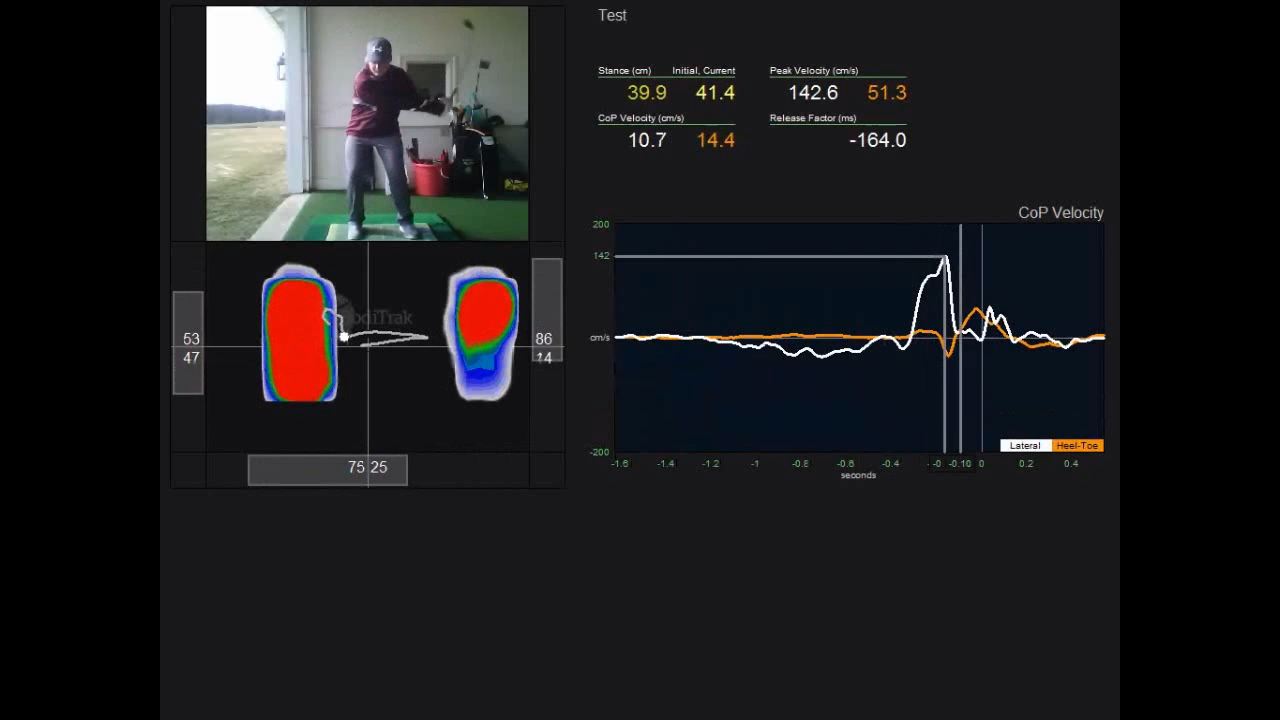 Test
Stance (cm) Initial, Current
39.9 41.4
Peak Velocity (cm/s)
142.6 51.3
CoP Velocity (cm/s)
10.7 14.4
Release Factor (ms)
-164.0
CoP Velocity
200
142
cm/s
-200
Lateral Heel-Toe
-1.6 -1.4 -1.2 -1 -0.8 -0.6 -0.4 -0.10 0 0.2 0.4
seconds
53
47
86
14
75 25